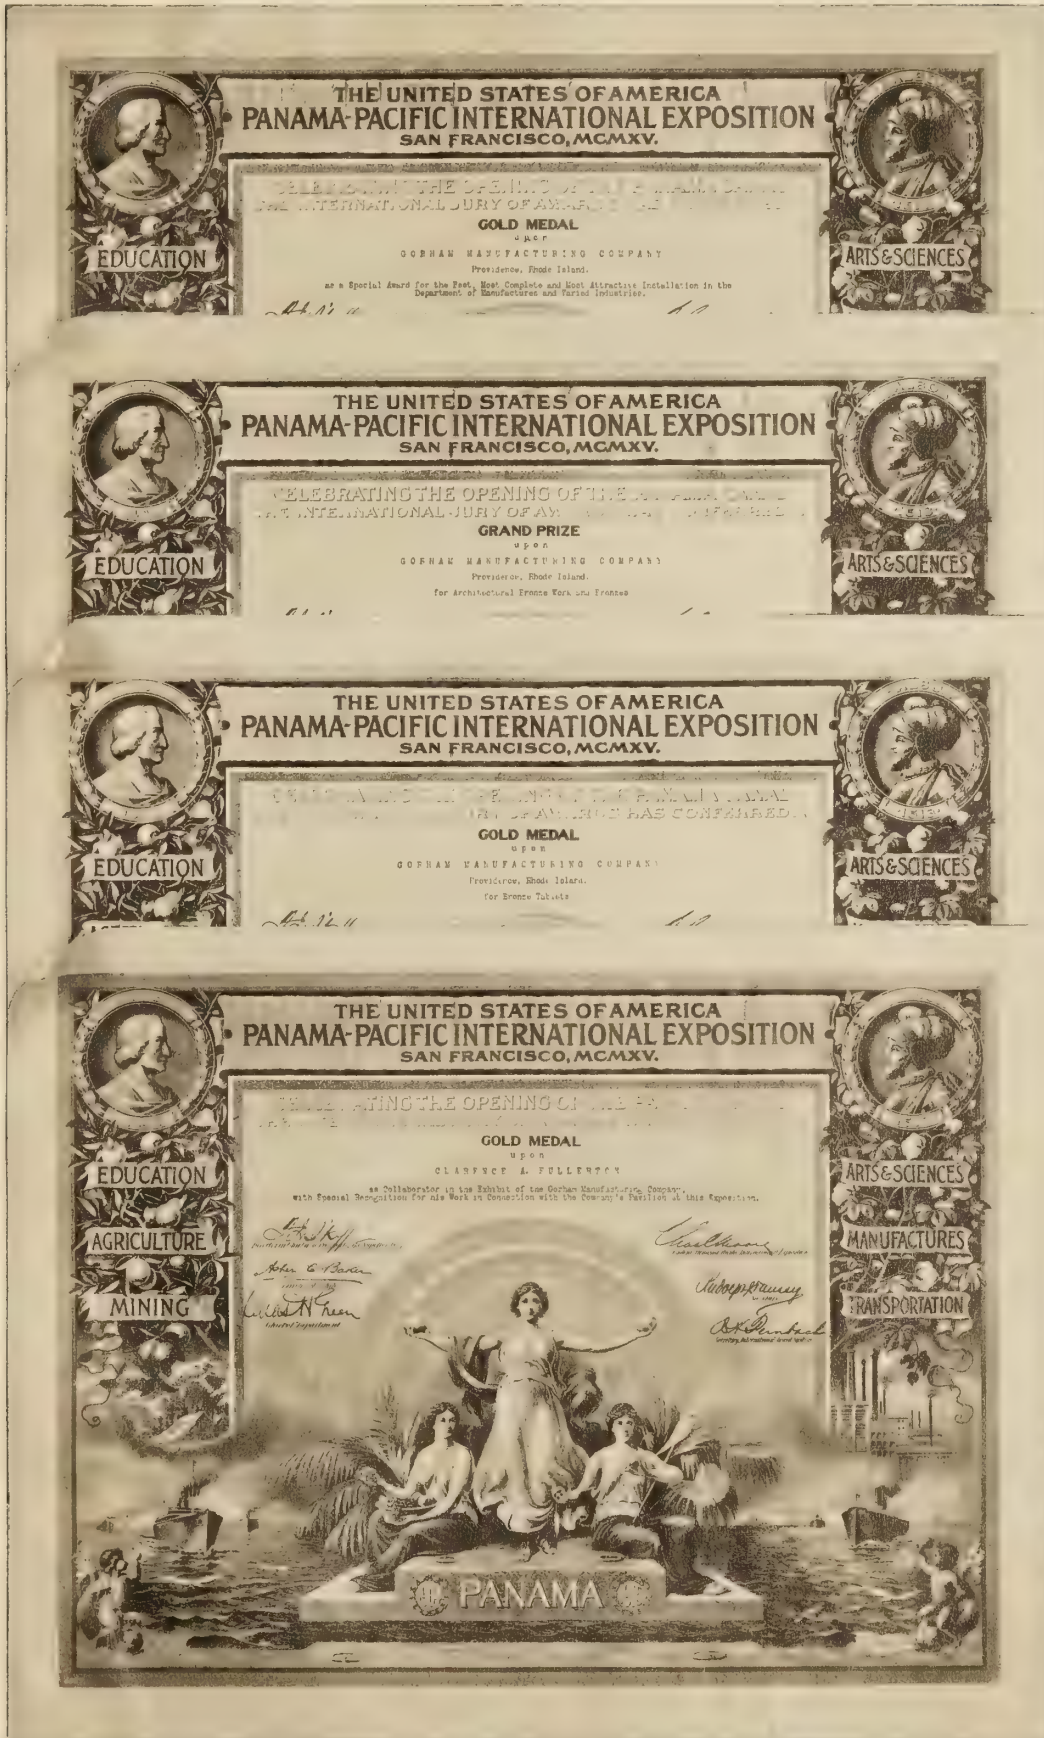 THE UNITED STATES OF AMERICA
PANAMA-PACIFIC INTERNATIONAL EXPOSITION
SAN FRANCISCO, MCMXV.
THE OPENING OF
INTERNATIONAL JURY OF
GOLD MEDAL
upon
GORHAM MANUFACTURING COMPANY
Providence, Rhode Island.
as a Special Award for the Most Complete and Most Attractive Installation in the
Department of Manufactures and Varied Industries.
EDUCATION
ARTS & SCIENCES
THE UNITED STATES OF AMERICA
PANAMA-PACIFIC INTERNATIONAL EXPOSITION
SAN FRANCISCO, MCMXV.
CELEBRATING THE OPENING OF THE
INTERNATIONAL JURY OF
GRAND PRIZE
upon
GORHAM MANUFACTURING COMPANY
Providence, Rhode Island.
for Architectural Bronze Work and Bronzes
EDUCATION
ARTS & SCIENCES
THE UNITED STATES OF AMERICA
PANAMA-PACIFIC INTERNATIONAL EXPOSITION
SAN FRANCISCO, MCMXV.
HAS CONFERRED
GOLD MEDAL
upon
GORHAM MANUFACTURING COMPANY
Providence, Rhode Island.
for Bronze Tablets
EDUCATION
ARTS & SCIENCES
THE UNITED STATES OF AMERICA
PANAMA-PACIFIC INTERNATIONAL EXPOSITION
SAN FRANCISCO, MCMXV.
THE OPENING OF
GOLD MEDAL
upon
CLARENCE A. FULLERTON
as Collaborator in the Exhibit of the Gorham Manufacturing Company,
with Special Recognition for his Work in Connection with the Company's Pavilion at this Exposition.
EDUCATION
ARTS & SCIENCES
AGRICULTURE
MANUFACTURES
Asher C Baker
MINING
TRANSPORTATION
PANAMA